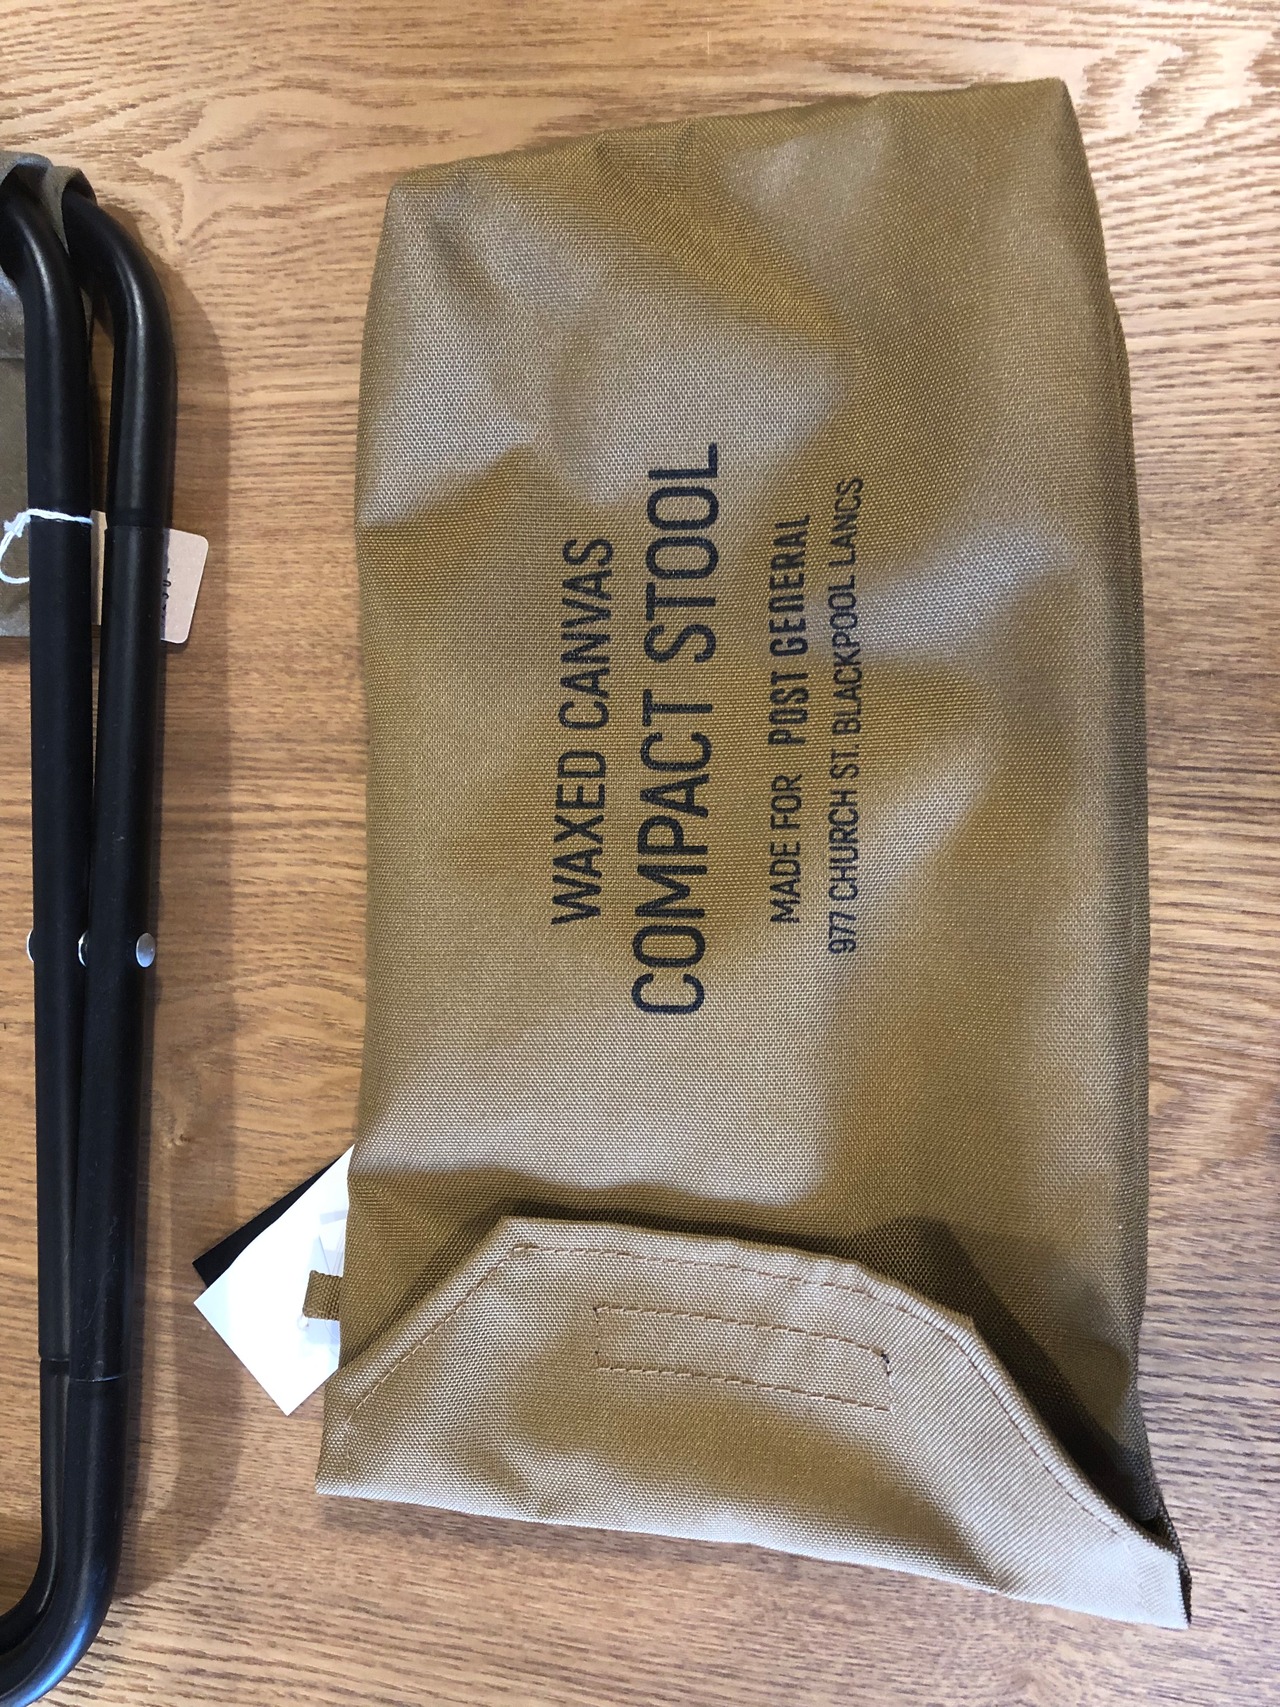 WAXED CANVAS
COMPACT STOOL
MADE FOR POST GENERAL
977 CHURCH ST. BLACKPOOL LANCS